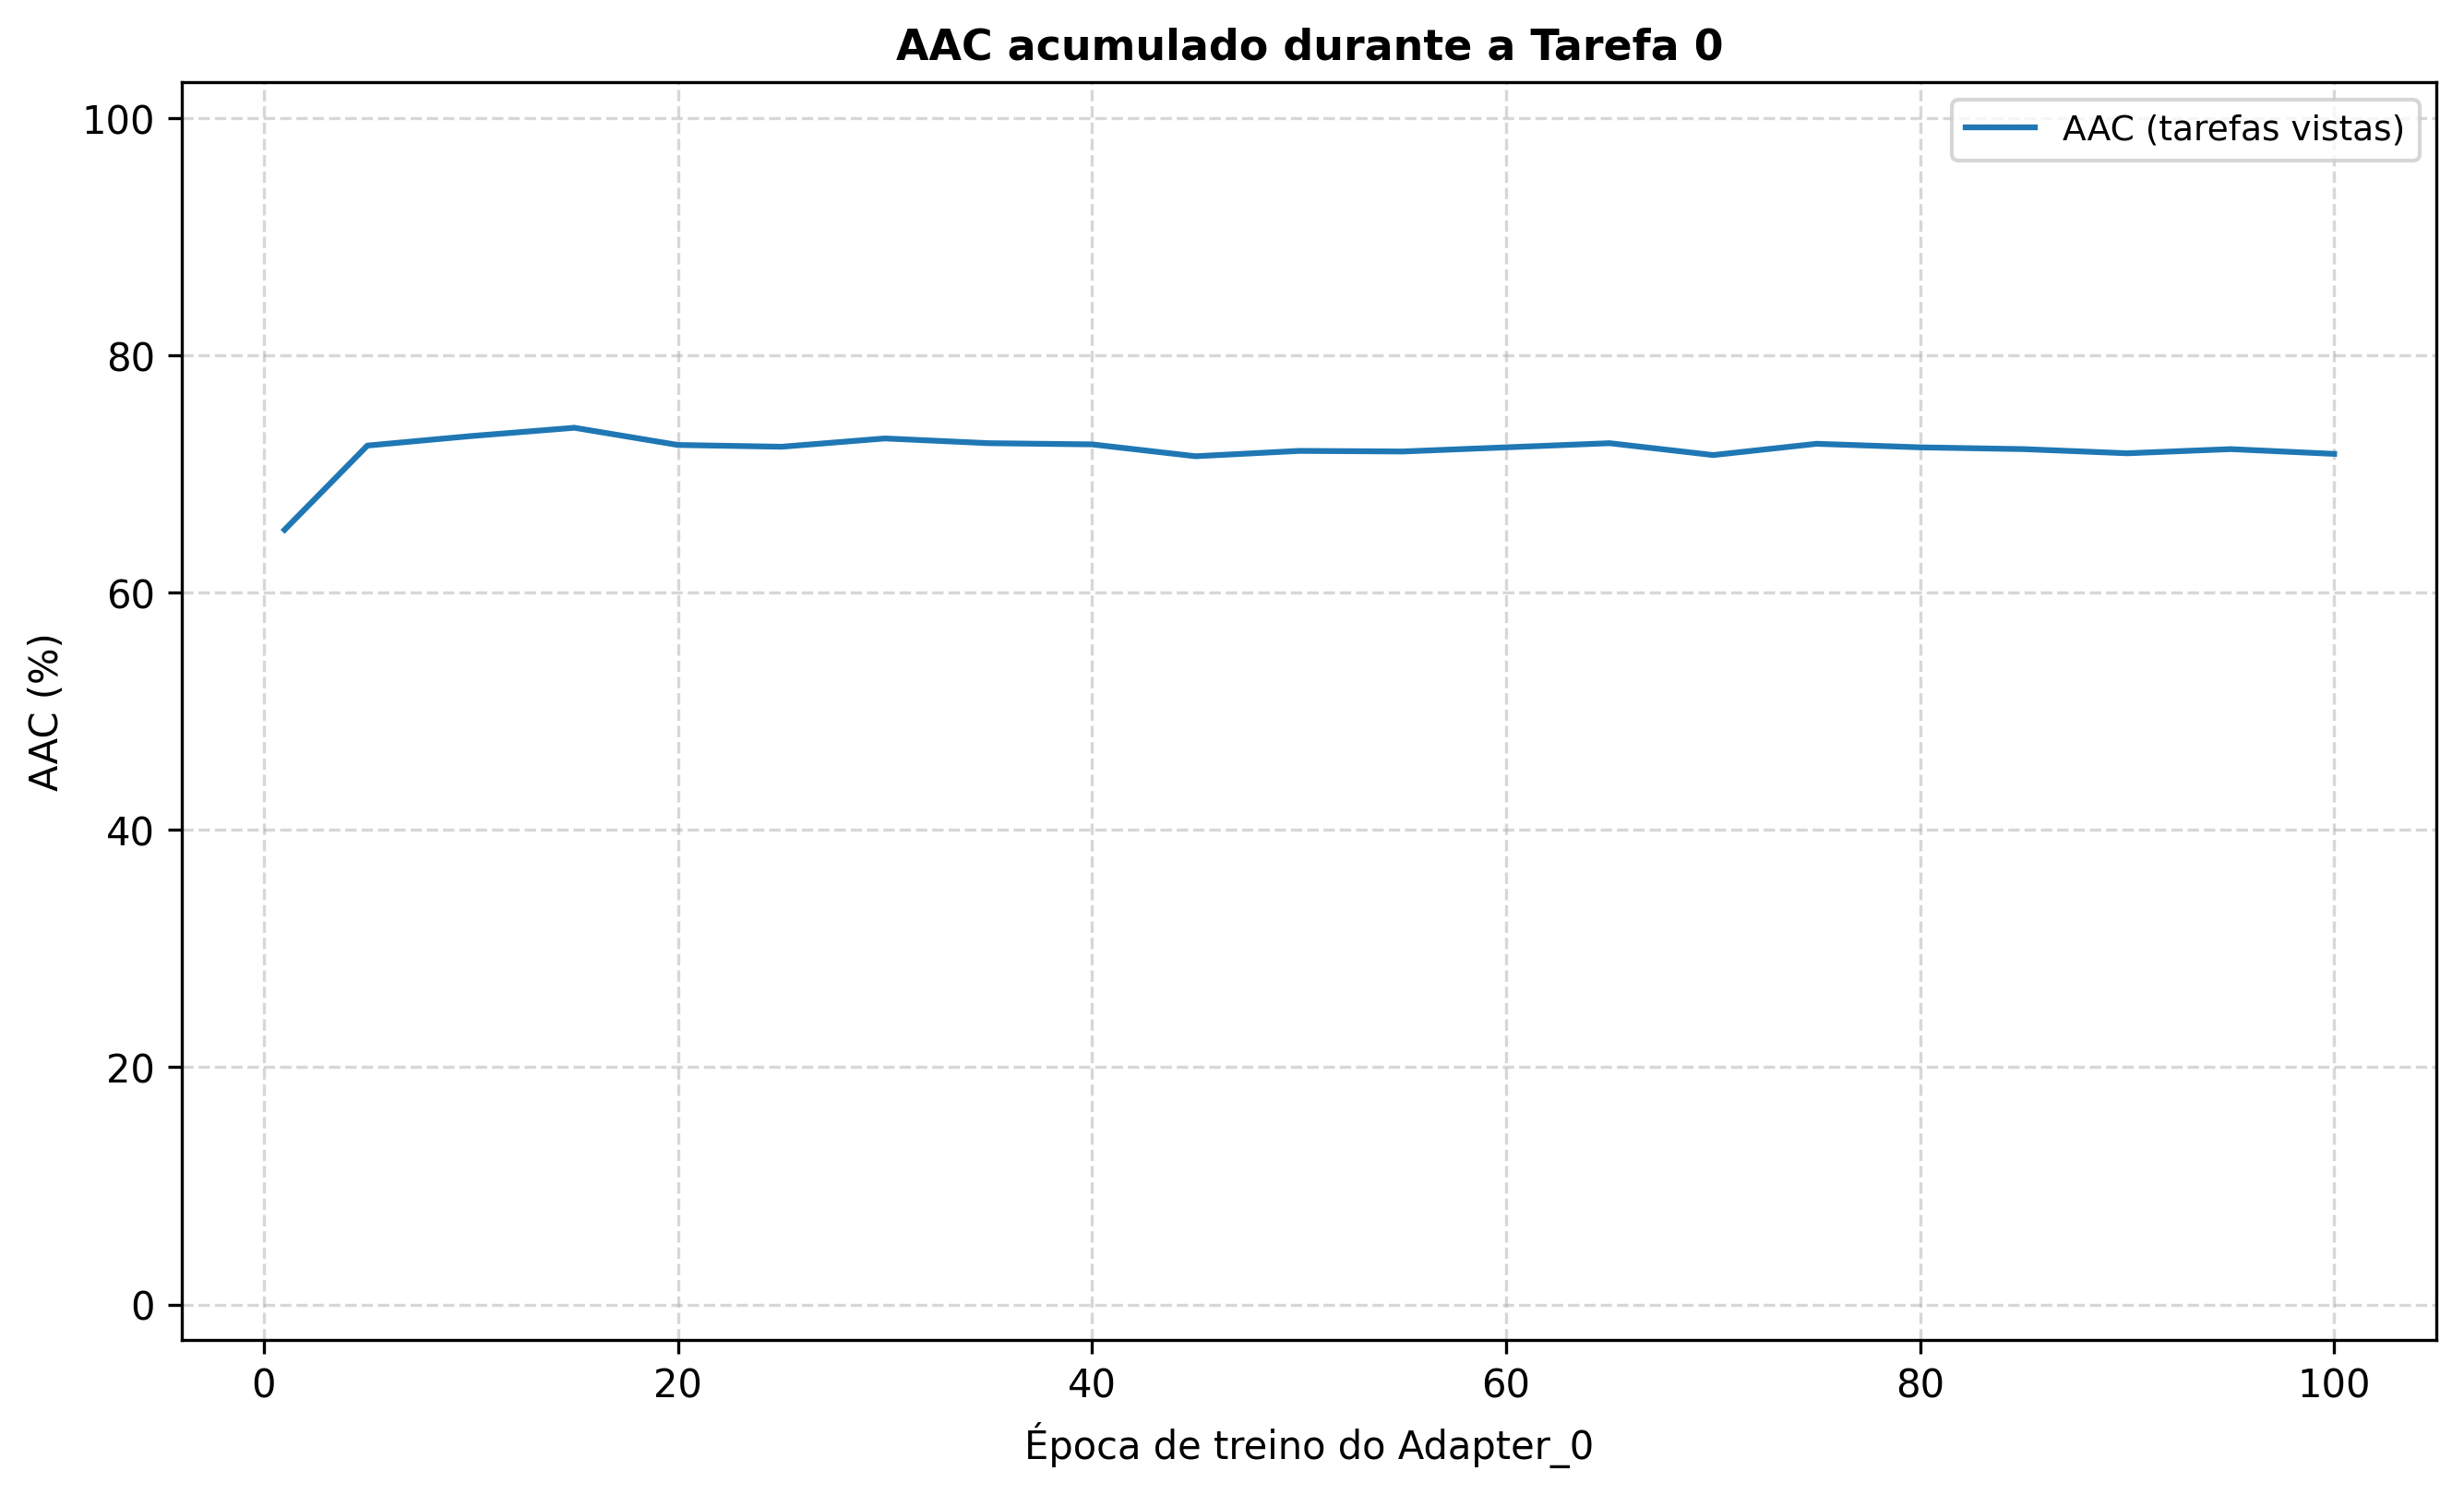 AAC acumulado durante a Tarefa 0
AAC (tarefas vistas)
AAC (%)
100
80
60
40
20
0
0 20 40 60 80 100
Época de treino do Adapter_0